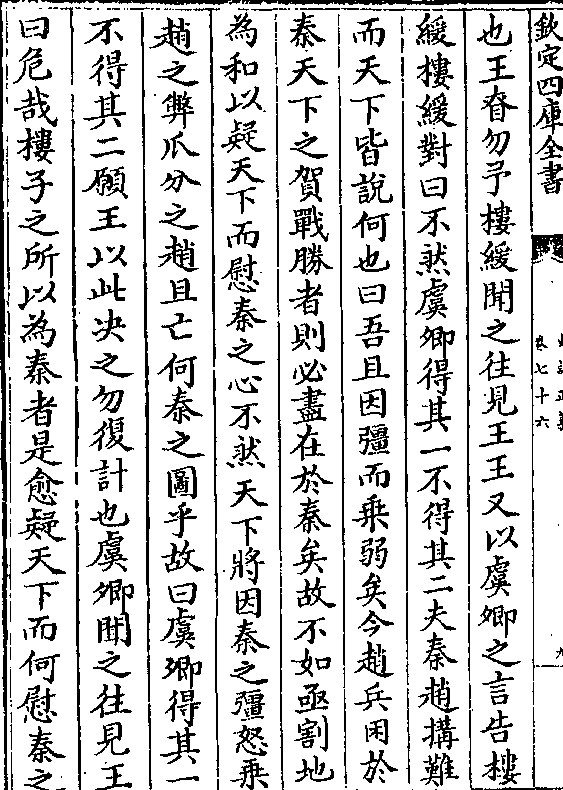 欽定四庫全書
卷七十六
也王眘勿予樓緩聞之往見王王又以虞卿之言告樓
緩樓緩對曰不然虞卿得其一不得其二夫秦趙搆難
而天下皆說何也曰吾且因彊而乗弱矣今趙兵困於
秦天下之賀戰勝者則必盡在於秦矣故不如亟割地
為和以疑天下而慰秦之心不然天下將因秦之彊怒乗
趙之弊瓜分之趙且亡何秦之圖乎故曰虞卿得其一
不得其二願王以此决之勿復計也虞卿聞之往見王
曰危哉樓子之所以為秦者是愈疑天下而何慰秦之